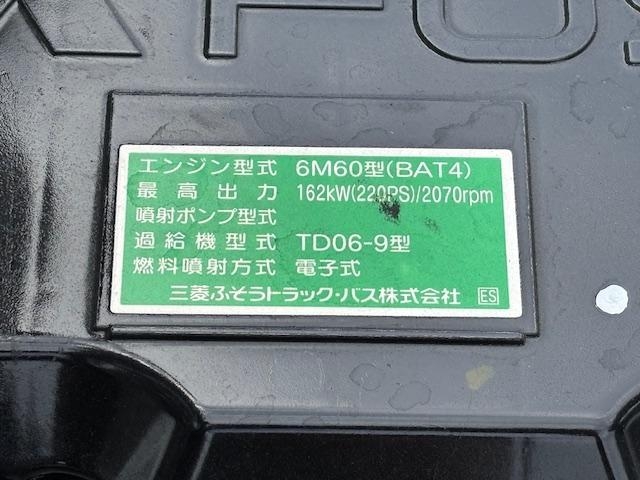 エンジン型式 6M60型(BAT4)
最高出力 162kW(220PS)/2070rpm
噴射ポンプ型式
過給機型式 TD06-9型
燃料噴射方式 電子式
三菱ふそうトラック・バス株式会社 ES